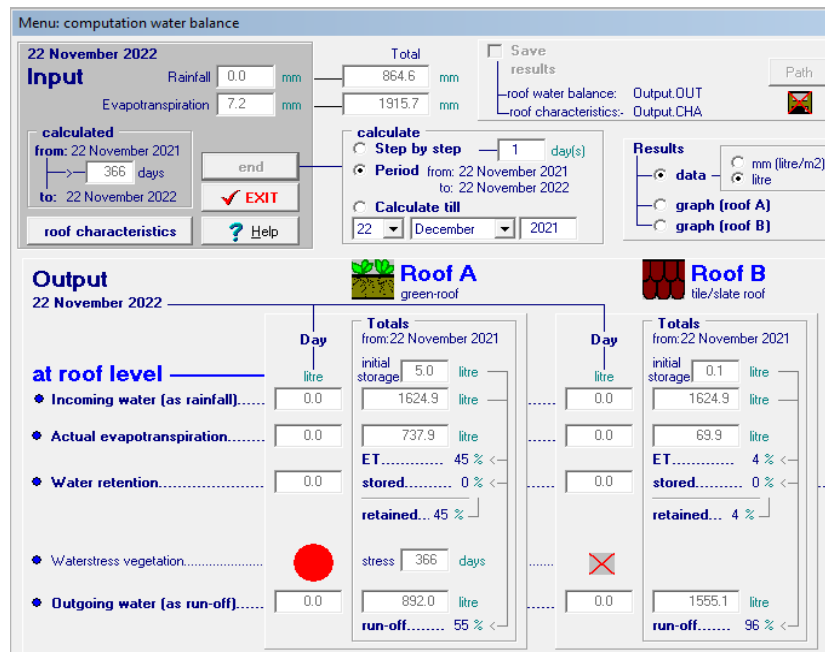 Menu: computation water balance
22 November 2022
Input
Rainfall 0.0 mm
Evapotranspiration 7.2 mm
Total
864.6 mm
1915.7 mm
Save
results
Path
roof water balance: Output.OUT
roof characteristics:- Output.CHA
calculated
from: 22 November 2021
366 days
to: 22 November 2022
end
EXIT
roof characteristics
? Help
calculate
Step by step 1 day(s)
Period from: 22 November 2021
to: 22 November 2022
Calculate till
22 December 2021
Results
data
mm (litre/m2)
litre
graph (roof A)
graph (roof B)
Output
22 November 2022
Roof A
green-roof
Roof B
tile/slate roof
Day
Totals
from:22 November 2021
Day
Totals
from:22 November 2021
at roof level
litre
initial
storage 5.0 litre
litre
initial
storage 0.1 litre
Incoming water (as rainfall)..... 0.0 1624.9 litre ..... 0.0 1624.9 litre
Actual evapotranspiration....... 0.0 737.9 litre ..... 0.0 69.9 litre
ET............ 45 % <
ET............ 4 % <
Water retention..................... 0.0 stored........ 0 % < ..... 0.0 stored........ 0 % <
retained... 45 %
retained... 4 %
Waterstress vegetation.................... stress 366 days ......
Outgoing water (as run-off)..... 0.0 892.0 litre ..... 0.0 1555.1 litre
run-off........ 55 % <
run-off........ 96 % <